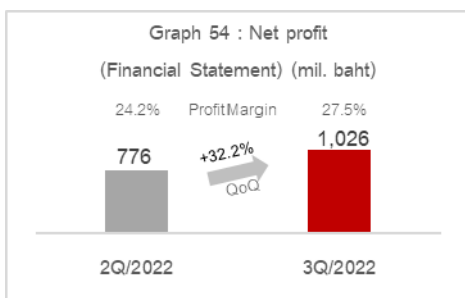 Graph 54 : Net profit
(Financial Statement) (mil. baht)
24.2% ProfitMargin 27.5%
776 +32.2% 1,026
QoQ
2Q/2022 3Q/2022